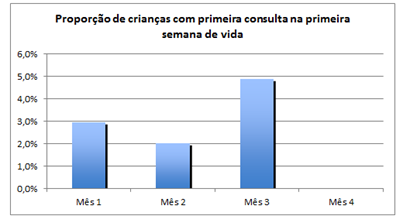 Proporção de crianças com primeira consulta na primeira
semana de vida
6,0%
5,0%
4,0%
3,0%
2,0%
1,0%
0,0%
Mês 1 Mês 2 Mês 3 Mês 4